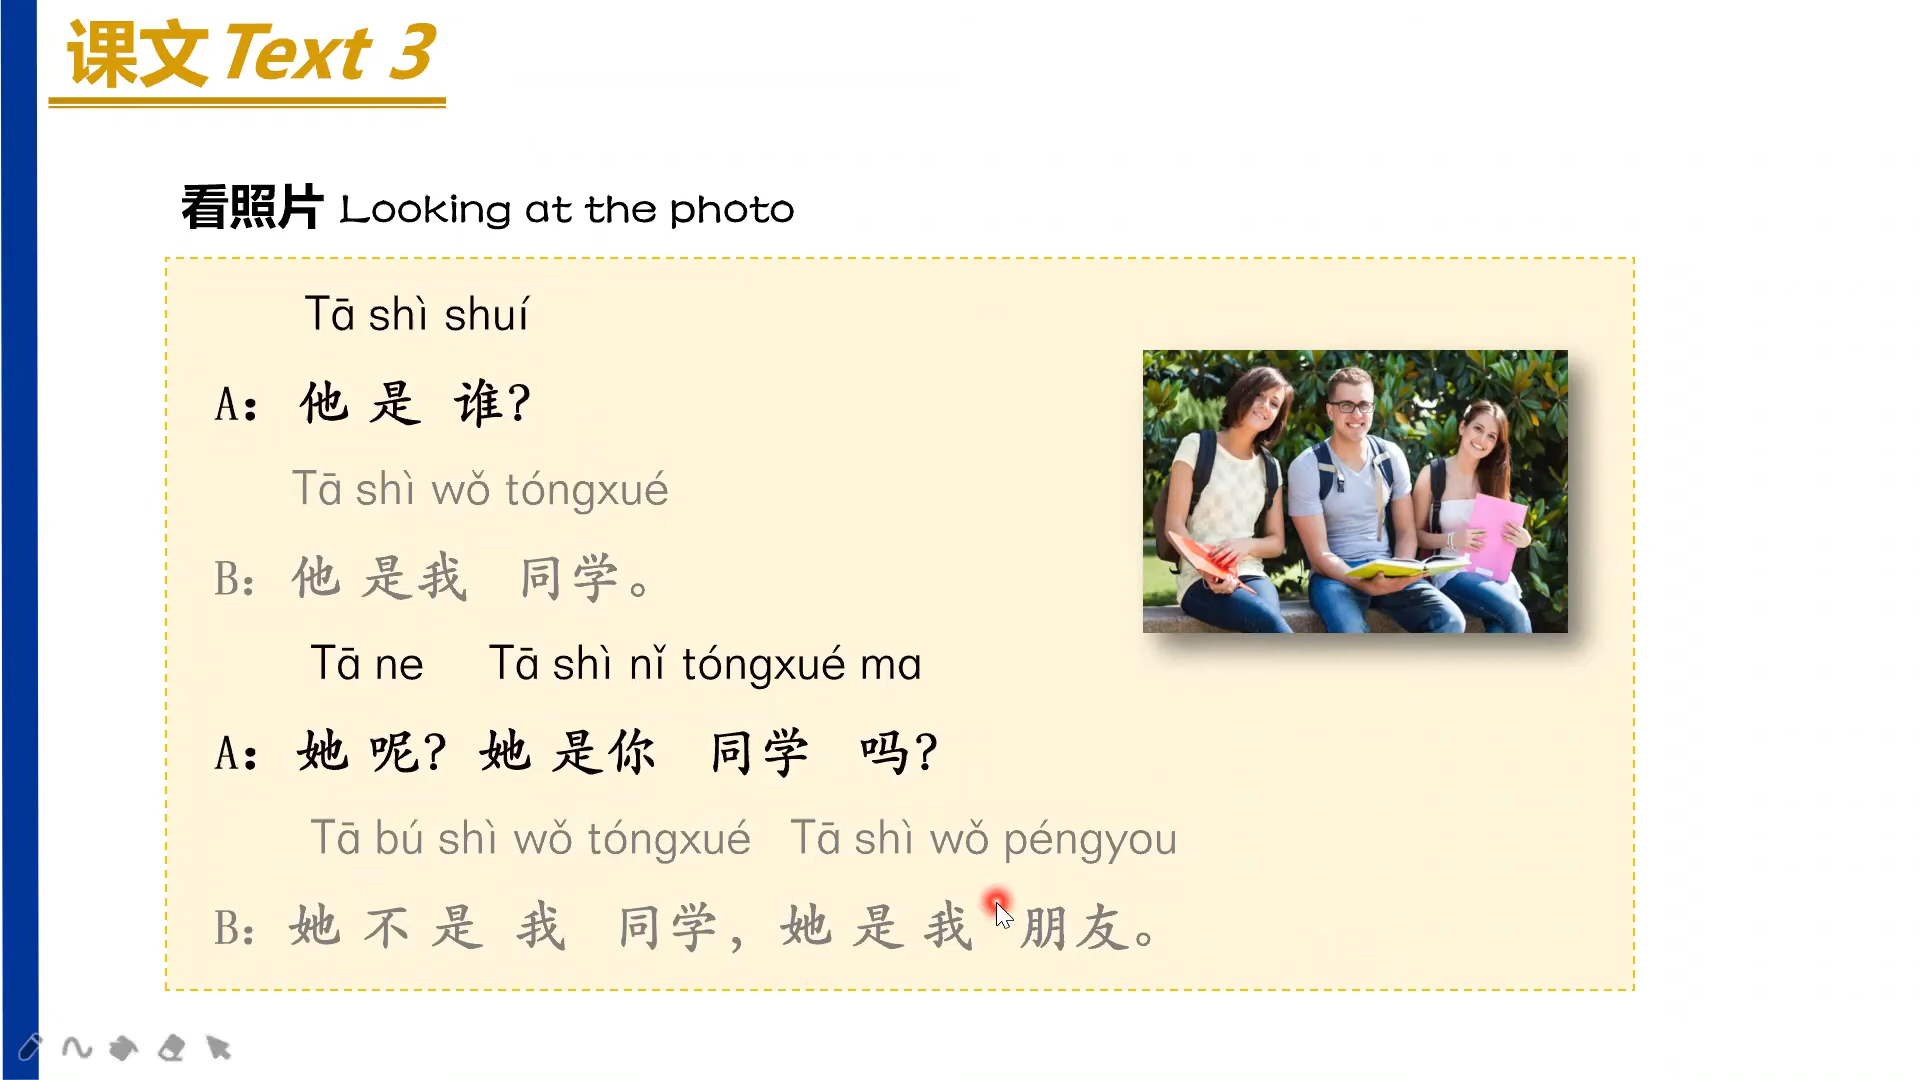 课文 Text 3
看照片 Looking at the photo
Tā shì shuí
A：他 是 谁？
Tā shì wǒ tóngxué
B：他 是我 同学。
Tā ne Tā shì nǐ tóngxué ma
A：她 呢？她 是你 同学 吗？
Tā bú shì wǒ tóngxué Tā shì wǒ péngyou
B：她 不 是 我 同学，她 是 我 朋友。